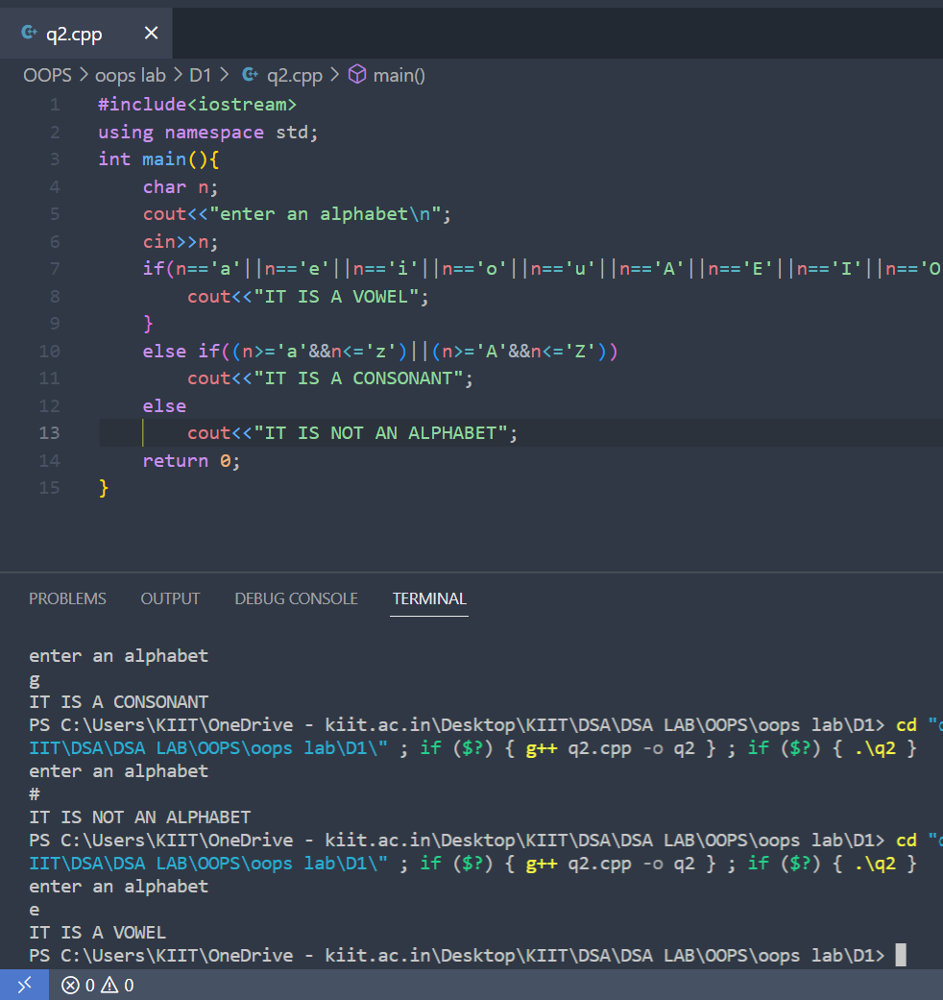 q2.cpp
OOPS > oops lab > D1 > q2.cpp > main()
1 #include<iostream>
2 using namespace std;
3 int main(){
4 char n;
5 cout<<"enter an alphabet\n";
6 cin>>n;
7 if(n=='a'||n=='e'||n=='i'||n=='o'||n=='u'||n=='A'||n=='E'||n=='I'||n=='O
8 cout<<"IT IS A VOWEL";
9 }
10 else if((n>='a'&&n<='z')||(n>='A'&&n<='Z'))
11 cout<<"IT IS A CONSONANT";
12 else
13 cout<<"IT IS NOT AN ALPHABET";
14 return 0;
15 }
PROBLEMS OUTPUT DEBUG CONSOLE TERMINAL
enter an alphabet
g
IT IS A CONSONANT
PS C:\Users\KIIT\OneDrive - kiit.ac.in\Desktop\KIIT\DSA\DSA LAB\OOPS\oops lab\D1> cd "c
IIT\DSA\DSA LAB\OOPS\oops lab\D1\" ; if ($?) { g++ q2.cpp -o q2 } ; if ($?) { .\q2 }
enter an alphabet
#
IT IS NOT AN ALPHABET
PS C:\Users\KIIT\OneDrive - kiit.ac.in\Desktop\KIIT\DSA\DSA LAB\OOPS\oops lab\D1> cd "c
IIT\DSA\DSA LAB\OOPS\oops lab\D1\" ; if ($?) { g++ q2.cpp -o q2 } ; if ($?) { .\q2 }
enter an alphabet
e
IT IS A VOWEL
PS C:\Users\KIIT\OneDrive - kiit.ac.in\Desktop\KIIT\DSA\DSA LAB\OOPS\oops lab\D1>
0 0